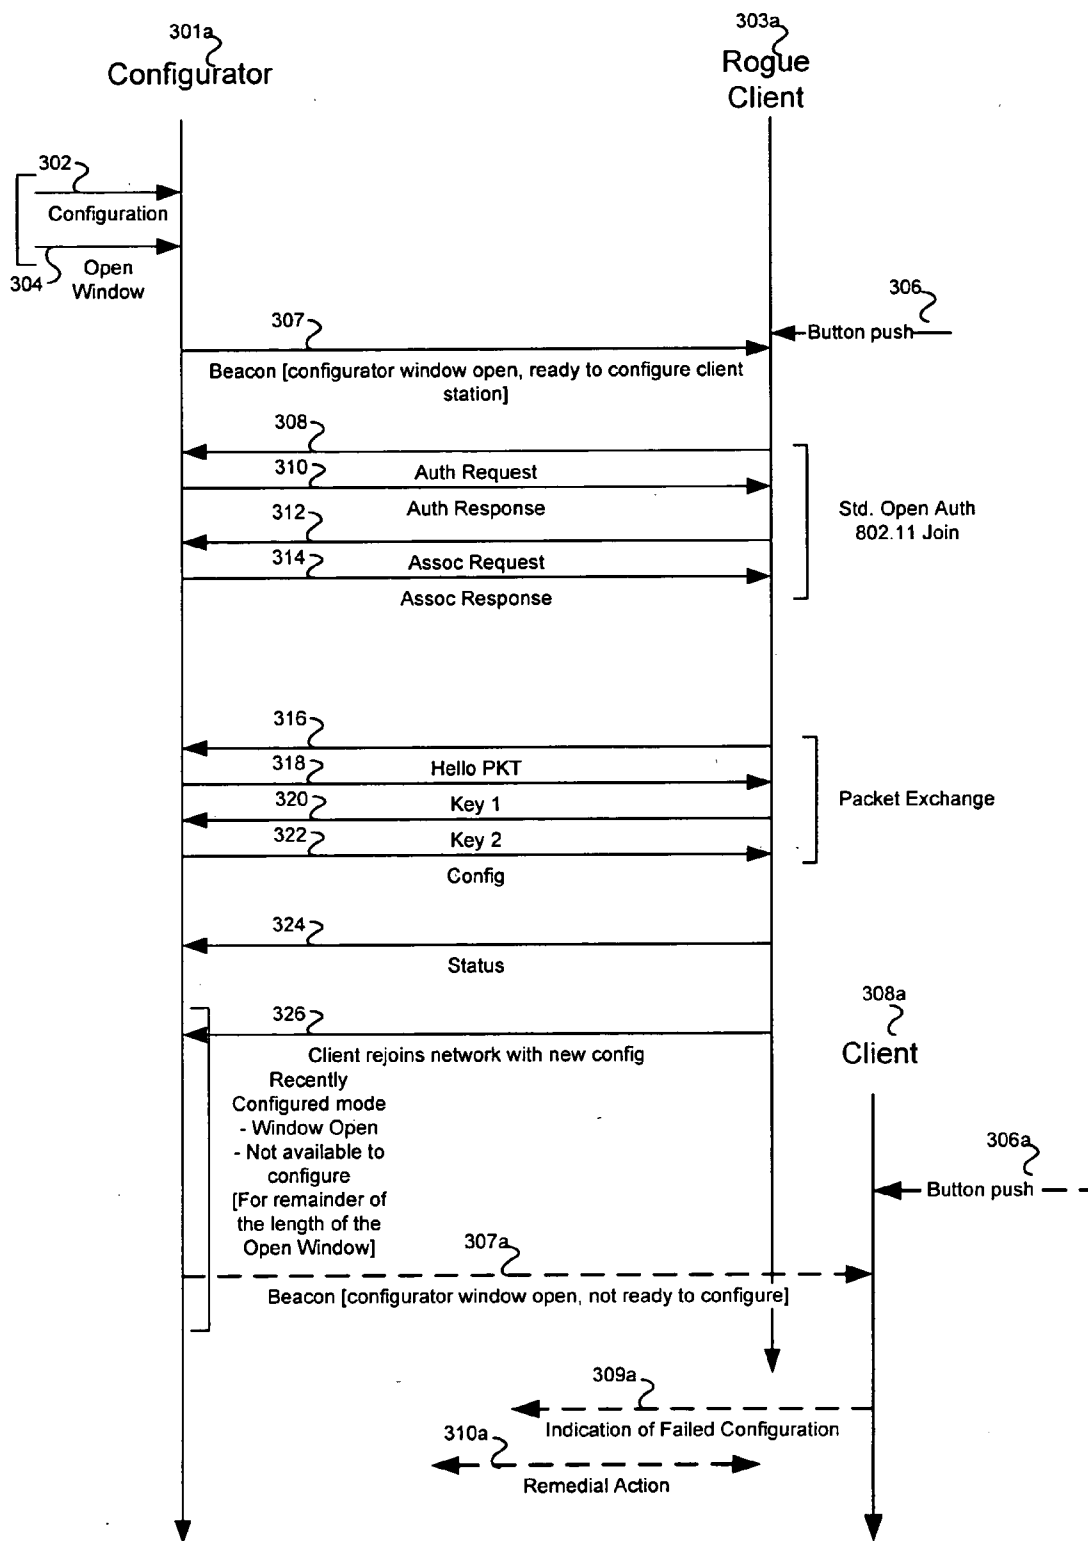 301a
Configurator
303a
Rogue
Client
302
Configuration
304
Open
Window
306
Button push
307
Beacon [configurator window open, ready to configure client
station]
308
Auth Request
310
Auth Response
312
Assoc Request
314
Assoc Response
Std. Open Auth
802.11 Join
316
Hello PKT
318
Key 1
320
Key 2
322
Config
Packet Exchange
324
Status
308a
Client
326
Client rejoins network with new config
Recently
Configured mode
- Window Open
- Not available to
configure
[For remainder of
the length of the
Open Window]
306a
Button push
307a
Beacon [configurator window open, not ready to configure]
309a
Indication of Failed Configuration
310a
Remedial Action